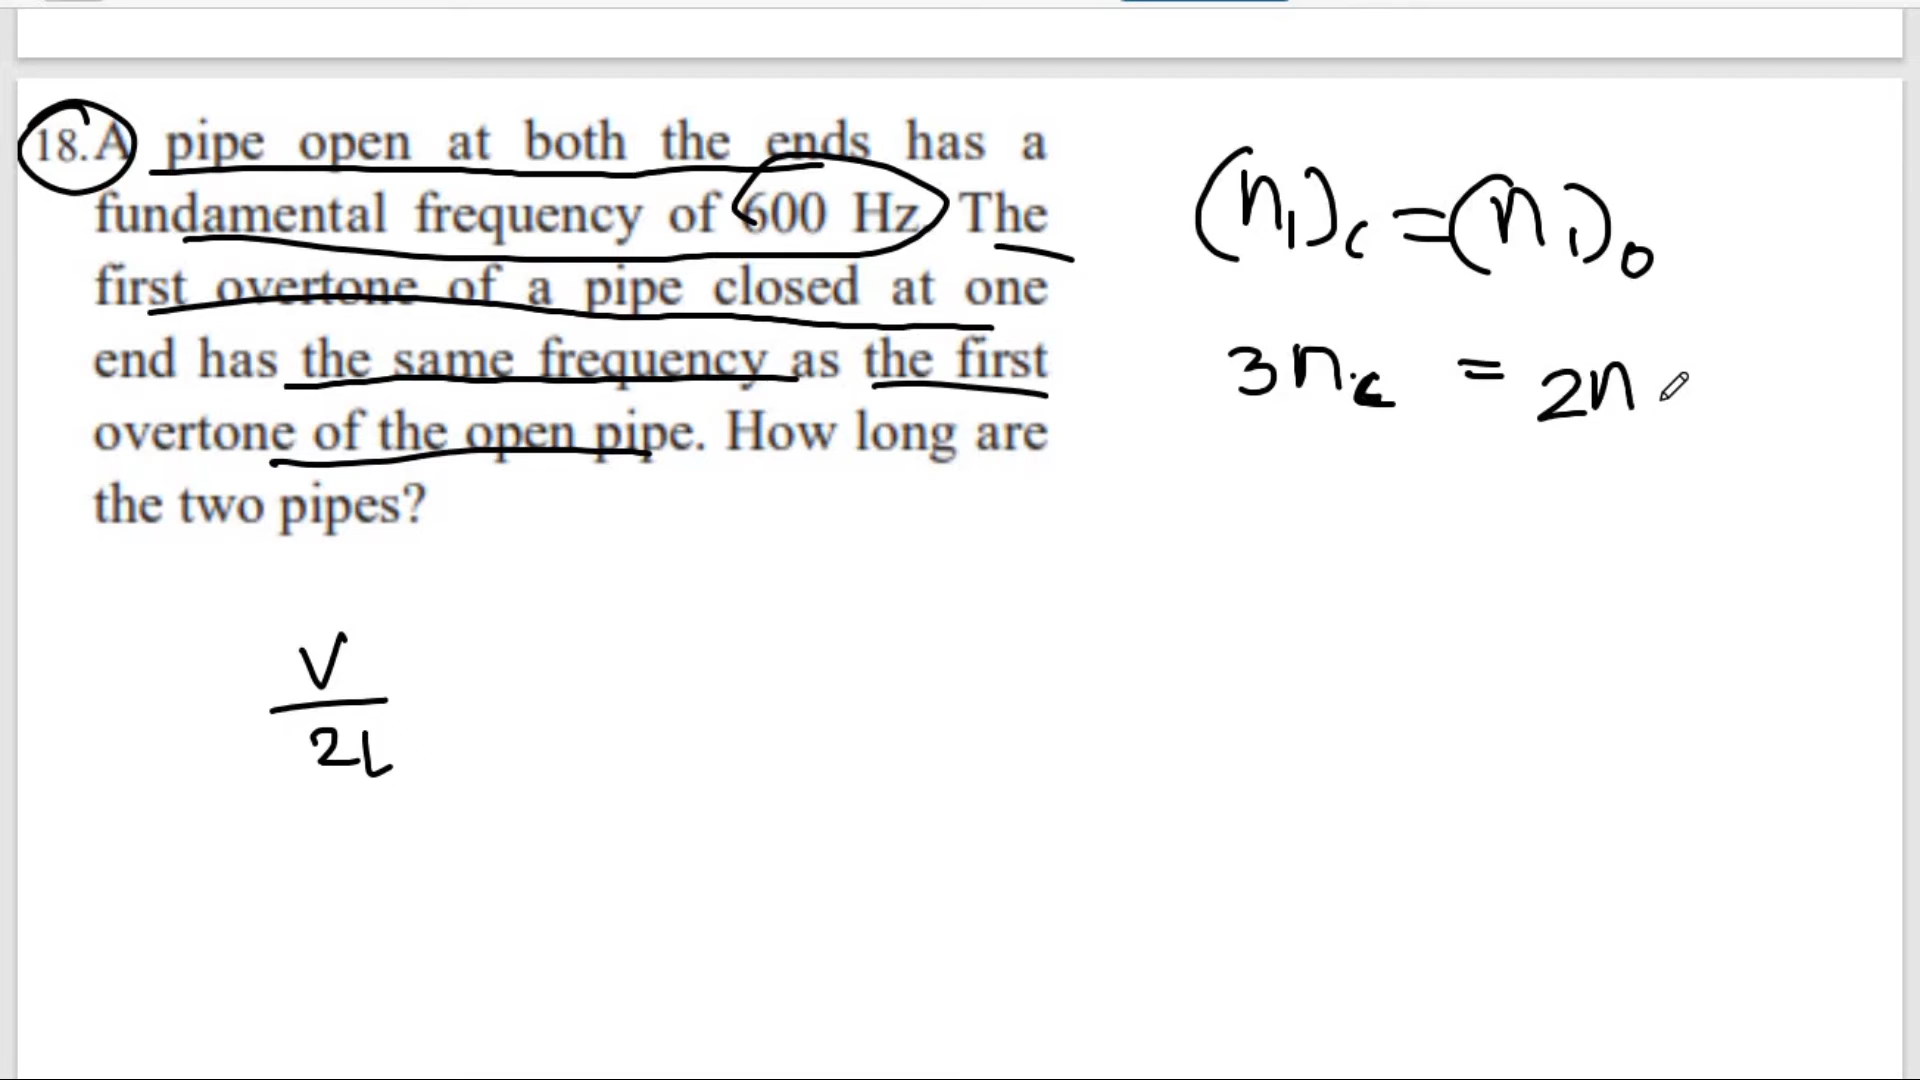 18. A pipe open at both the ends has a
fundamental frequency of 600 Hz. The
first overtone of a pipe closed at one
end has the same frequency as the first
overtone of the open pipe. How long are
the two pipes?
(n₁)c = (n₁)o
3nc = 2n
V
2L